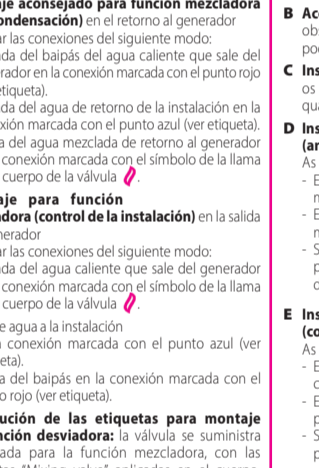 je aconsejado para función mezcladora
ondensación) en el retorno al generador
ar las conexiones del siguiente modo:
da del baipás del agua caliente que sale del
rador en la conexión marcada con el punto rojo
etiqueta).
da del agua de retorno de la instalación en la
xión marcada con el punto azul (ver etiqueta).
a del agua mezclada de retorno al generador
conexión marcada con el símbolo de la llama
cuerpo de la válvula .
aje para función
dora (control de la instalación) en la salida
nerador
ar las conexiones del siguiente modo:
da del agua caliente que sale del generador
conexión marcada con el símbolo de la llama
cuerpo de la válvula .
e agua a la instalación
conexión marcada con el punto azul (ver
eta).
a del baipás en la conexión marcada con el
o rojo (ver etiqueta).
ución de las etiquetas para montaje
nción desviadora: la válvula se suministra
ada para la función mezcladora, con las
B Ac
ob
po
C Ins
os
qu
D Ins
(ar
As
- E
- E
- S
p
E Ins
(co
As
- E
- E
p
- S
p